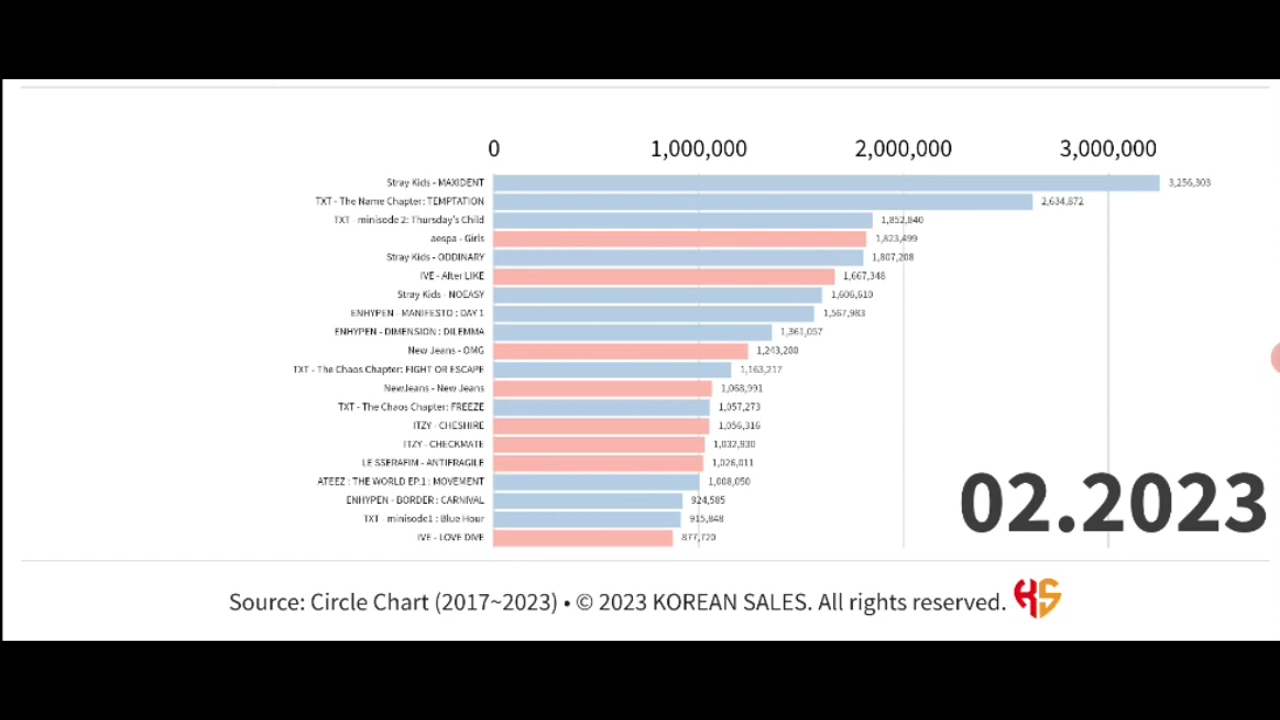 0 1,000,000 2,000,000 3,000,000
Stray Kids - MAXIDENT 3,256,303
TXT - The Name Chapter: TEMPTATION 2,634,872
TXT - minisode 2: Thursday's Child 1,852,840
aespa - Girls 1,823,499
Stray Kids - ODDINARY 1,807,208
IVE - After LIKE 1,667,348
Stray Kids - NOEASY 1,606,610
ENHYPEN - MANIFESTO : DAY 1 1,567,983
ENHYPEN - DIMENSION : DILEMMA 1,361,057
New Jeans - OMG 1,243,200
TXT - The Chaos Chapter: FIGHT OR ESCAPE 1,163,217
NewJeans - New Jeans 1,068,991
TXT - The Chaos Chapter: FREEZE 1,057,273
ITZY - CHESHIRE 1,056,316
ITZY - CHECKMATE 1,032,930
LE SSERAFIM - ANTIFRAGILE 1,026,011
ATEEZ : THE WORLD EP.1 : MOVEMENT 1,008,050
ENHYPEN - BORDER : CARNIVAL 924,585
TXT - minisode1 : Blue Hour 915,848
IVE - LOVE DIVE 877,720
02.2023
Source: Circle Chart (2017~2023) • © 2023 KOREAN SALES. All rights reserved. KS